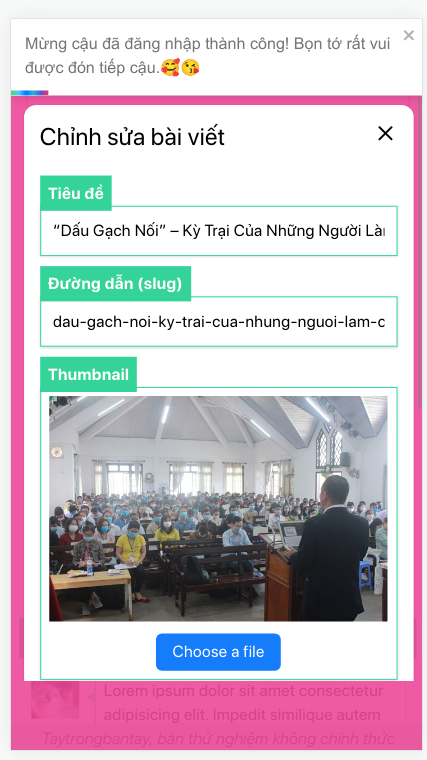 Mừng cậu đã đăng nhập thành công! Bọn tớ rất vui
được đón tiếp cậu.🥰😘
Chỉnh sửa bài viết
Tiêu đề
“Dấu Gạch Nối” – Kỳ Trại Của Những Người Làm
Đường dẫn (slug)
dau-gach-noi-ky-trai-cua-nhung-nguoi-lam-c
Thumbnail
Choose a file
Lorem ipsum dolor sit amet consectetur
adipisicing elit. Impedit similique autem
Taytrongbantay, bản thử nghiệm không chính thức